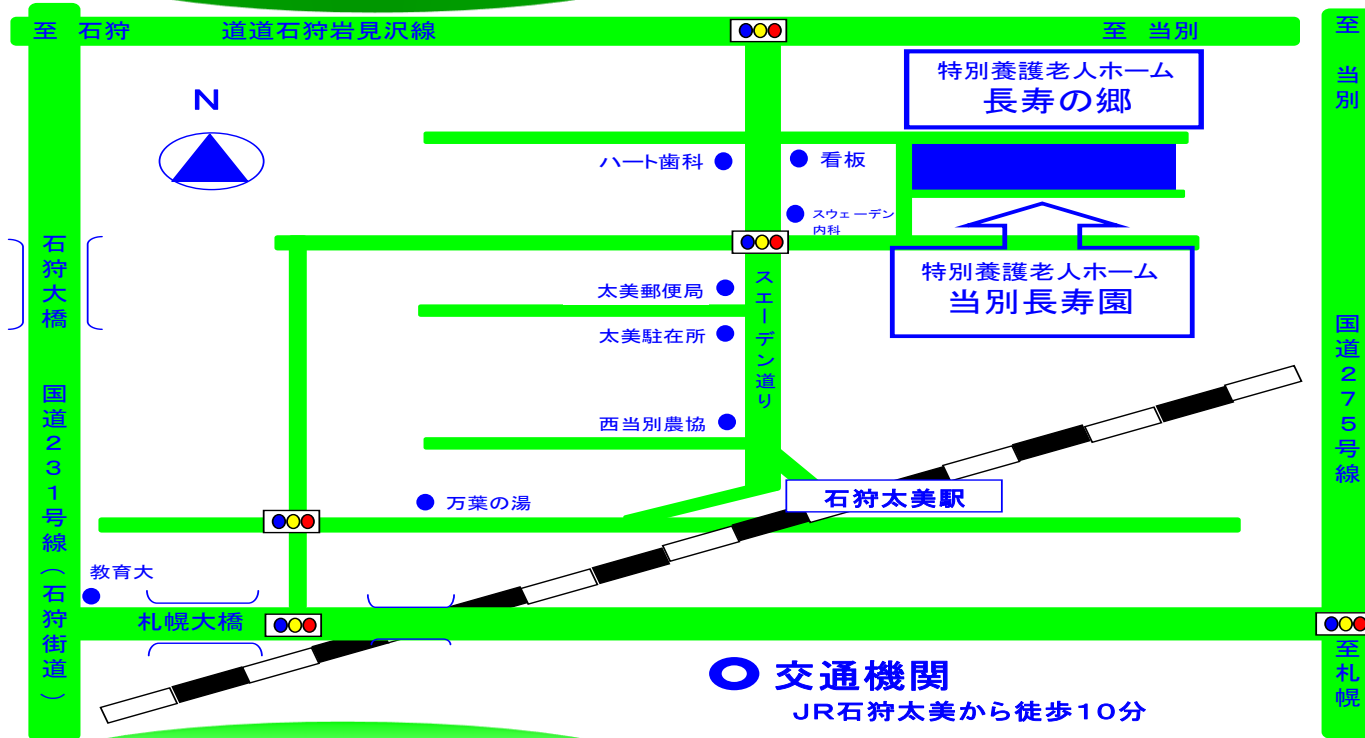 至 石狩
道道石狩岩見沢線
至 当別
至 当別
N
特別養護老人ホーム
長寿の郷
ハート歯科
看板
スウェーデン
内科
石狩大橋
太美郵便局
スエーデン道り
特別養護老人ホーム
当別長寿園
太美駐在所
国道275号線
国道231号線(石狩街道)
西当別農協
万葉の湯
石狩太美駅
教育大
札幌大橋
至札幌
交通機関
JR石狩太美から徒歩10分